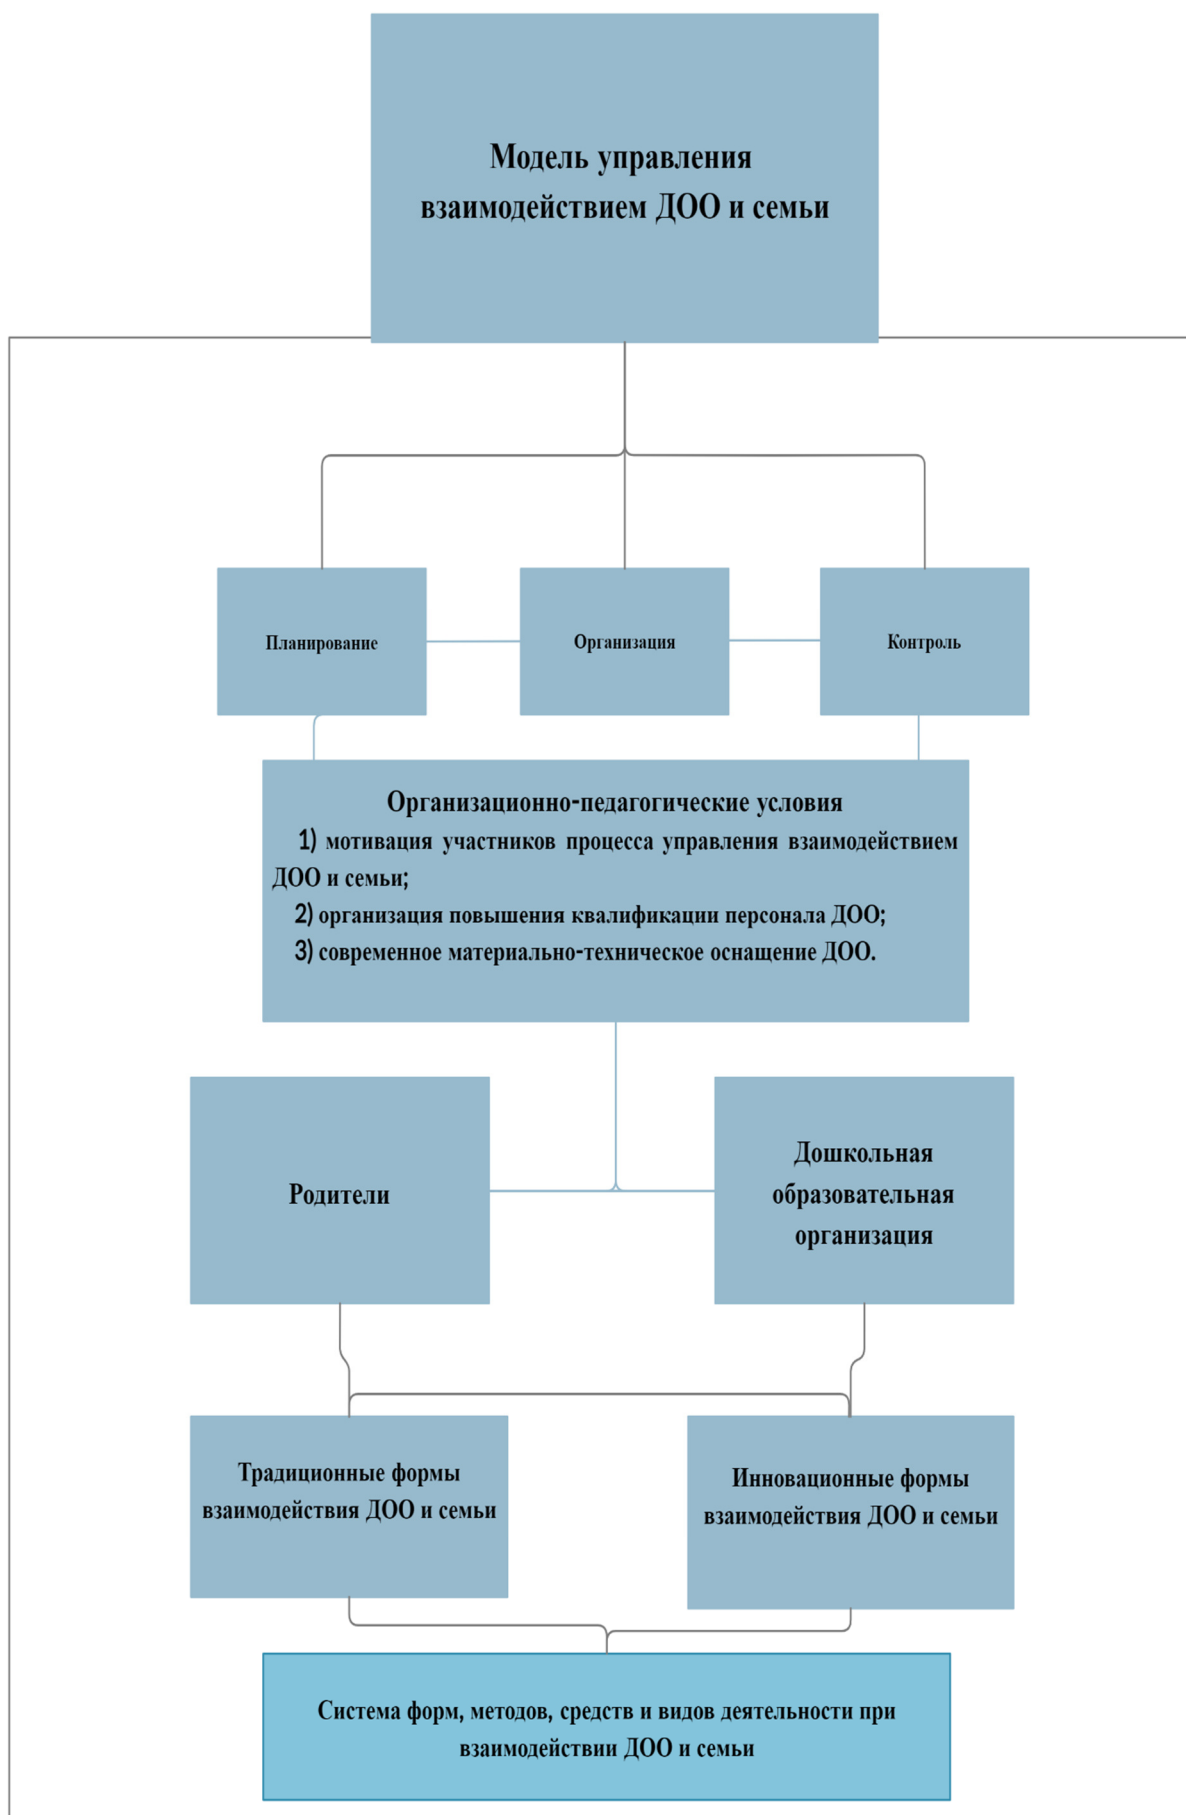 Модель управления
взаимодействием ДОО и семьи
Планирование
Организация
Контроль
Организационно-педагогические условия
1) мотивация участников процесса управления взаимодействием
ДОО и семьи;
2) организация повышения квалификации персонала ДОО;
3) современное материально-техническое оснащение ДОО.
Родители
Дошкольная
образовательная
организация
Традиционные формы
взаимодействия ДОО и семьи
Инновационные формы
взаимодействия ДОО и семьи
Система форм, методов, средств и видов деятельности при
взаимодействии ДОО и семьи